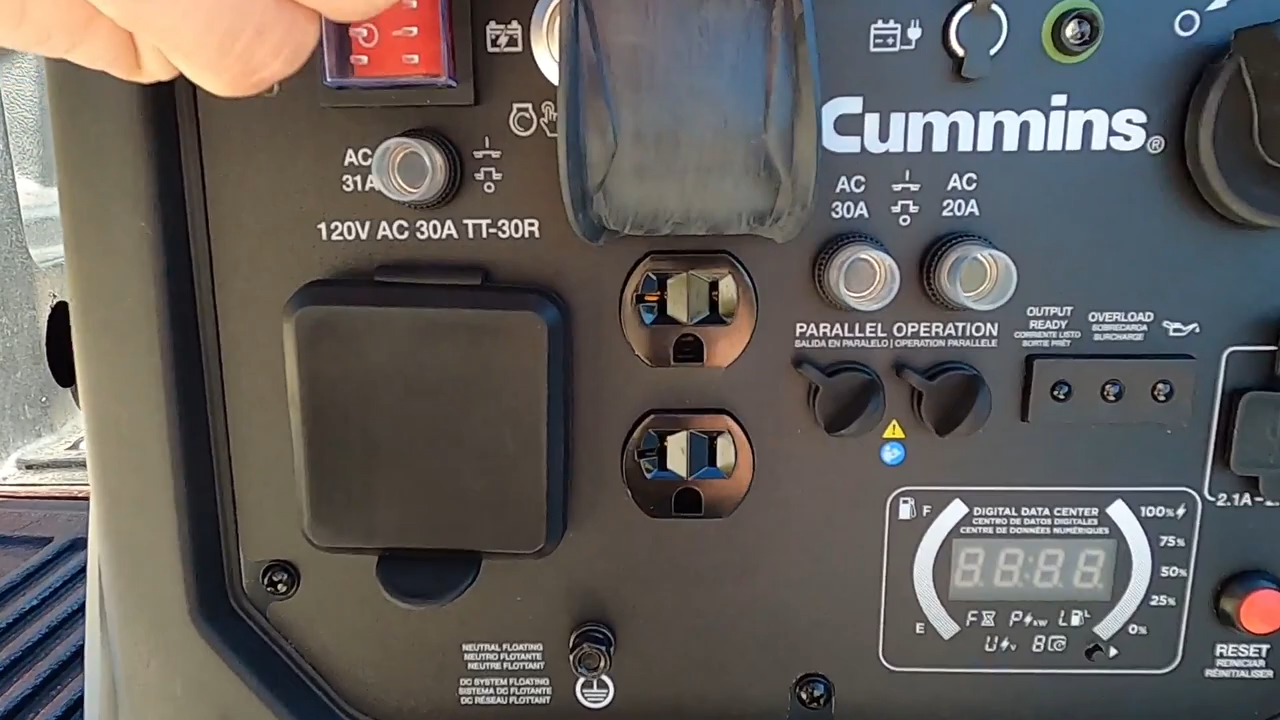 Cummins®
AC
31A
AC
30A
AC
20A
120V AC 30A TT-30R
PARALLEL OPERATION
SALIDA EN PARALELO | OPERATION PARALLELE
OUTPUT
READY
CORRIENTE LISTO
SORTIE PRÊT
OVERLOAD
SOBRECARGA
SURCHARGE
2.1A
F
E
DIGITAL DATA CENTER
CENTRO DE DATOS DIGITALES
CENTRE DE DONNÉES NUMÉRIQUES
100%
75%
50%
25%
0%
88:88
F P kW L
U V 8
RESET
REINICIAR
RÉINITIALISER
NEUTRAL FLOATING
NEUTRO FLOTANTE
NEUTRE FLOTTANT
DC SYSTEM FLOATING
SISTEMA DC FLOTANTE
DC RÉSEAU FLOTTANT